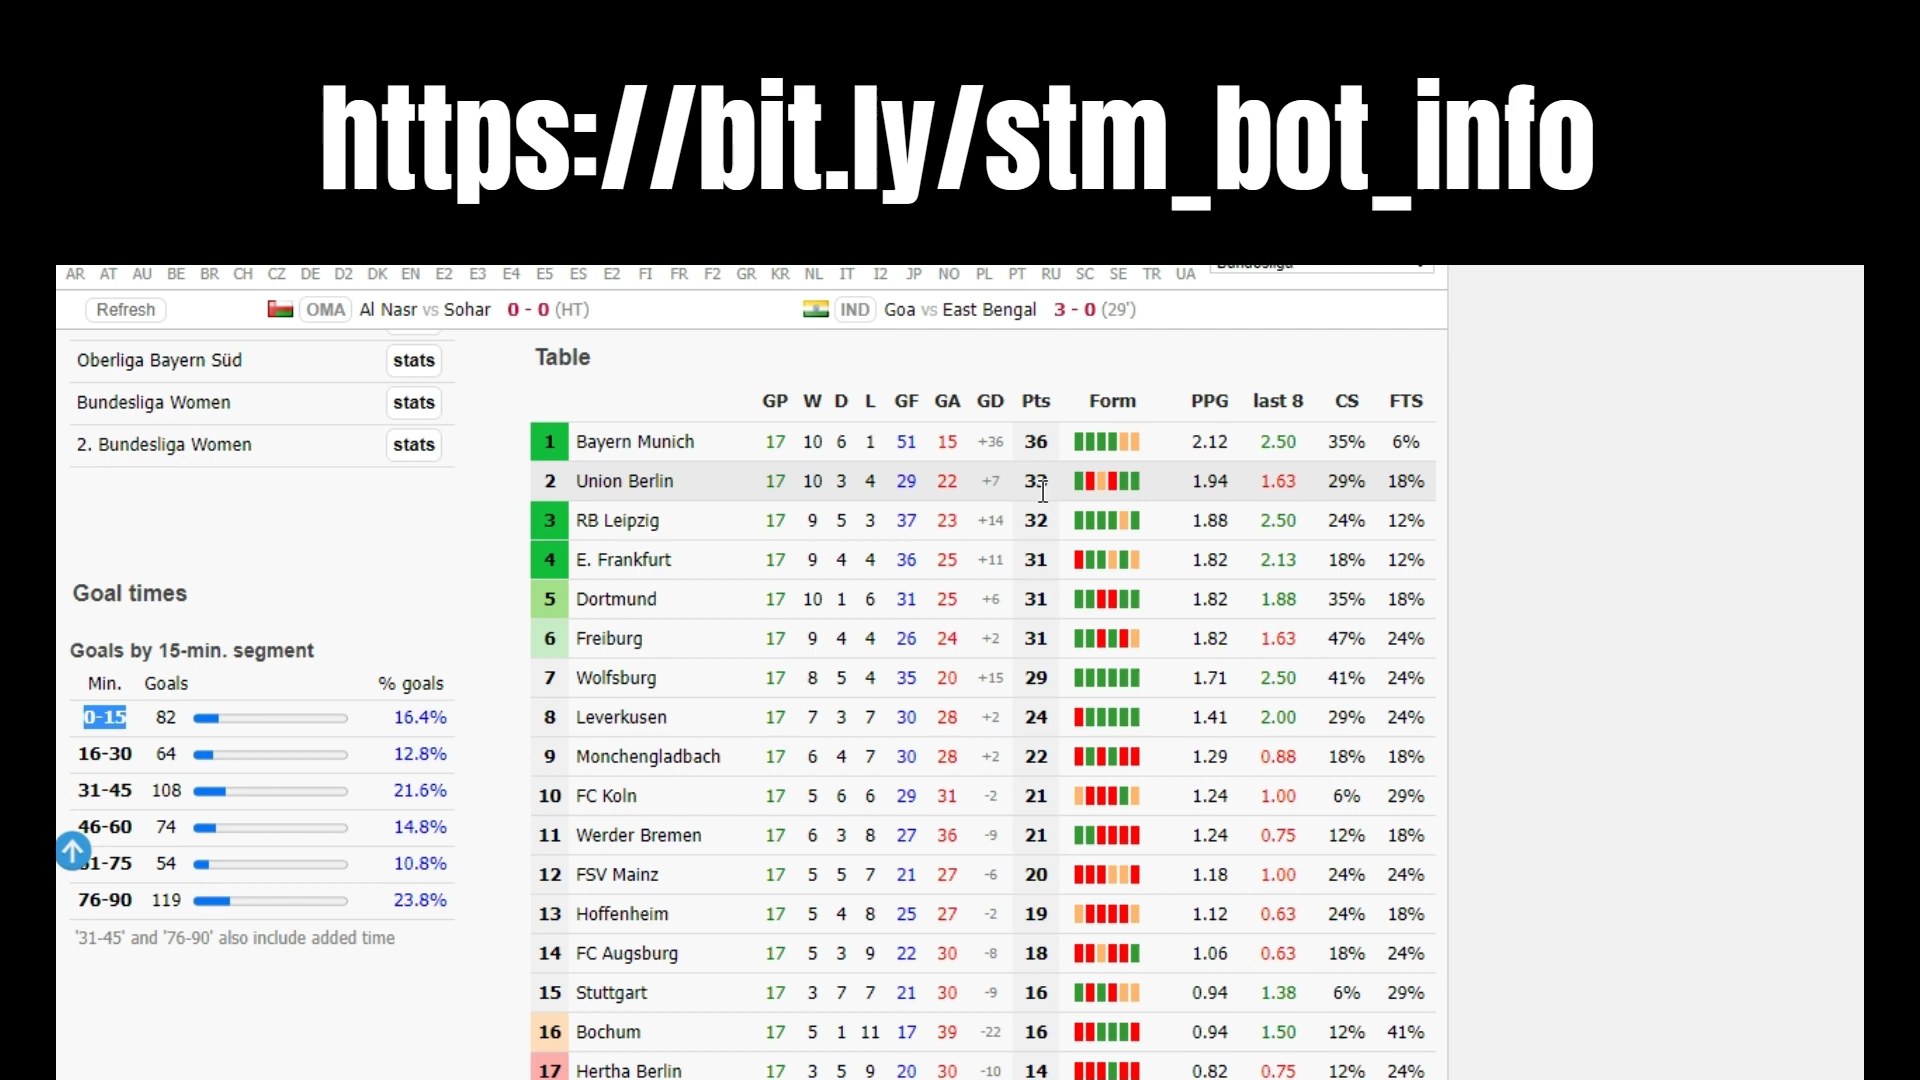 https://bit.ly/stm_bot_info
AR AT AU BE BR CH CZ DE D2 DK EN E2 E3 E4 E5 ES E2 FI FR F2 GR KR NL IT I2 JP NO PL PT RU SC SE TR UA Bundesliga
Refresh OMA Al Nasr vs Sohar 0 - 0 (HT) IND Goa vs East Bengal 3 - 0 (29')
Oberliga Bayern Süd stats
Bundesliga Women stats
2. Bundesliga Women stats
Goal times
Goals by 15-min. segment
Min. Goals % goals
0-15 82 16.4%
16-30 64 12.8%
31-45 108 21.6%
46-60 74 14.8%
61-75 54 10.8%
76-90 119 23.8%
'31-45' and '76-90' also include added time
Table
GP W D L GF GA GD Pts Form PPG last 8 CS FTS
1 Bayern Munich 17 10 6 1 51 15 +36 36 2.12 2.50 35% 6%
2 Union Berlin 17 10 3 4 29 22 +7 33 1.94 1.63 29% 18%
3 RB Leipzig 17 9 5 3 37 23 +14 32 1.88 2.50 24% 12%
4 E. Frankfurt 17 9 4 4 36 25 +11 31 1.82 2.13 18% 12%
5 Dortmund 17 10 1 6 31 25 +6 31 1.82 1.88 35% 18%
6 Freiburg 17 9 4 4 26 24 +2 31 1.82 1.63 47% 24%
7 Wolfsburg 17 8 5 4 35 20 +15 29 1.71 2.50 41% 24%
8 Leverkusen 17 7 3 7 30 28 +2 24 1.41 2.00 29% 24%
9 Monchengladbach 17 6 4 7 30 28 +2 22 1.29 0.88 18% 18%
10 FC Koln 17 5 6 6 29 31 -2 21 1.24 1.00 6% 29%
11 Werder Bremen 17 6 3 8 27 36 -9 21 1.24 0.75 12% 18%
12 FSV Mainz 17 5 5 7 21 27 -6 20 1.18 1.00 24% 24%
13 Hoffenheim 17 5 4 8 25 27 -2 19 1.12 0.63 24% 18%
14 FC Augsburg 17 5 3 9 22 30 -8 18 1.06 0.63 18% 24%
15 Stuttgart 17 3 7 7 21 30 -9 16 0.94 1.38 6% 29%
16 Bochum 17 5 1 11 17 39 -22 16 0.94 1.50 12% 41%
17 Hertha Berlin 17 3 5 9 20 30 -10 14 0.82 0.75 12% 24%